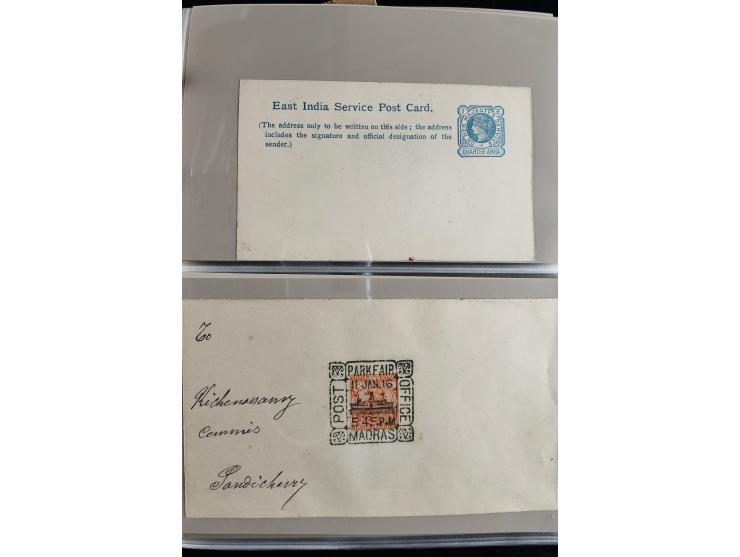 East India Service Post Card.
(The address only to be written on this side; the address
includes the signature and official designation of the
sender.)
QUARTER ANNA
To
Kichenassamy
Commis
Pondichery
PARK FAIR
11 JAN. 16
POST
OFFICE
P.M.
MADRAS